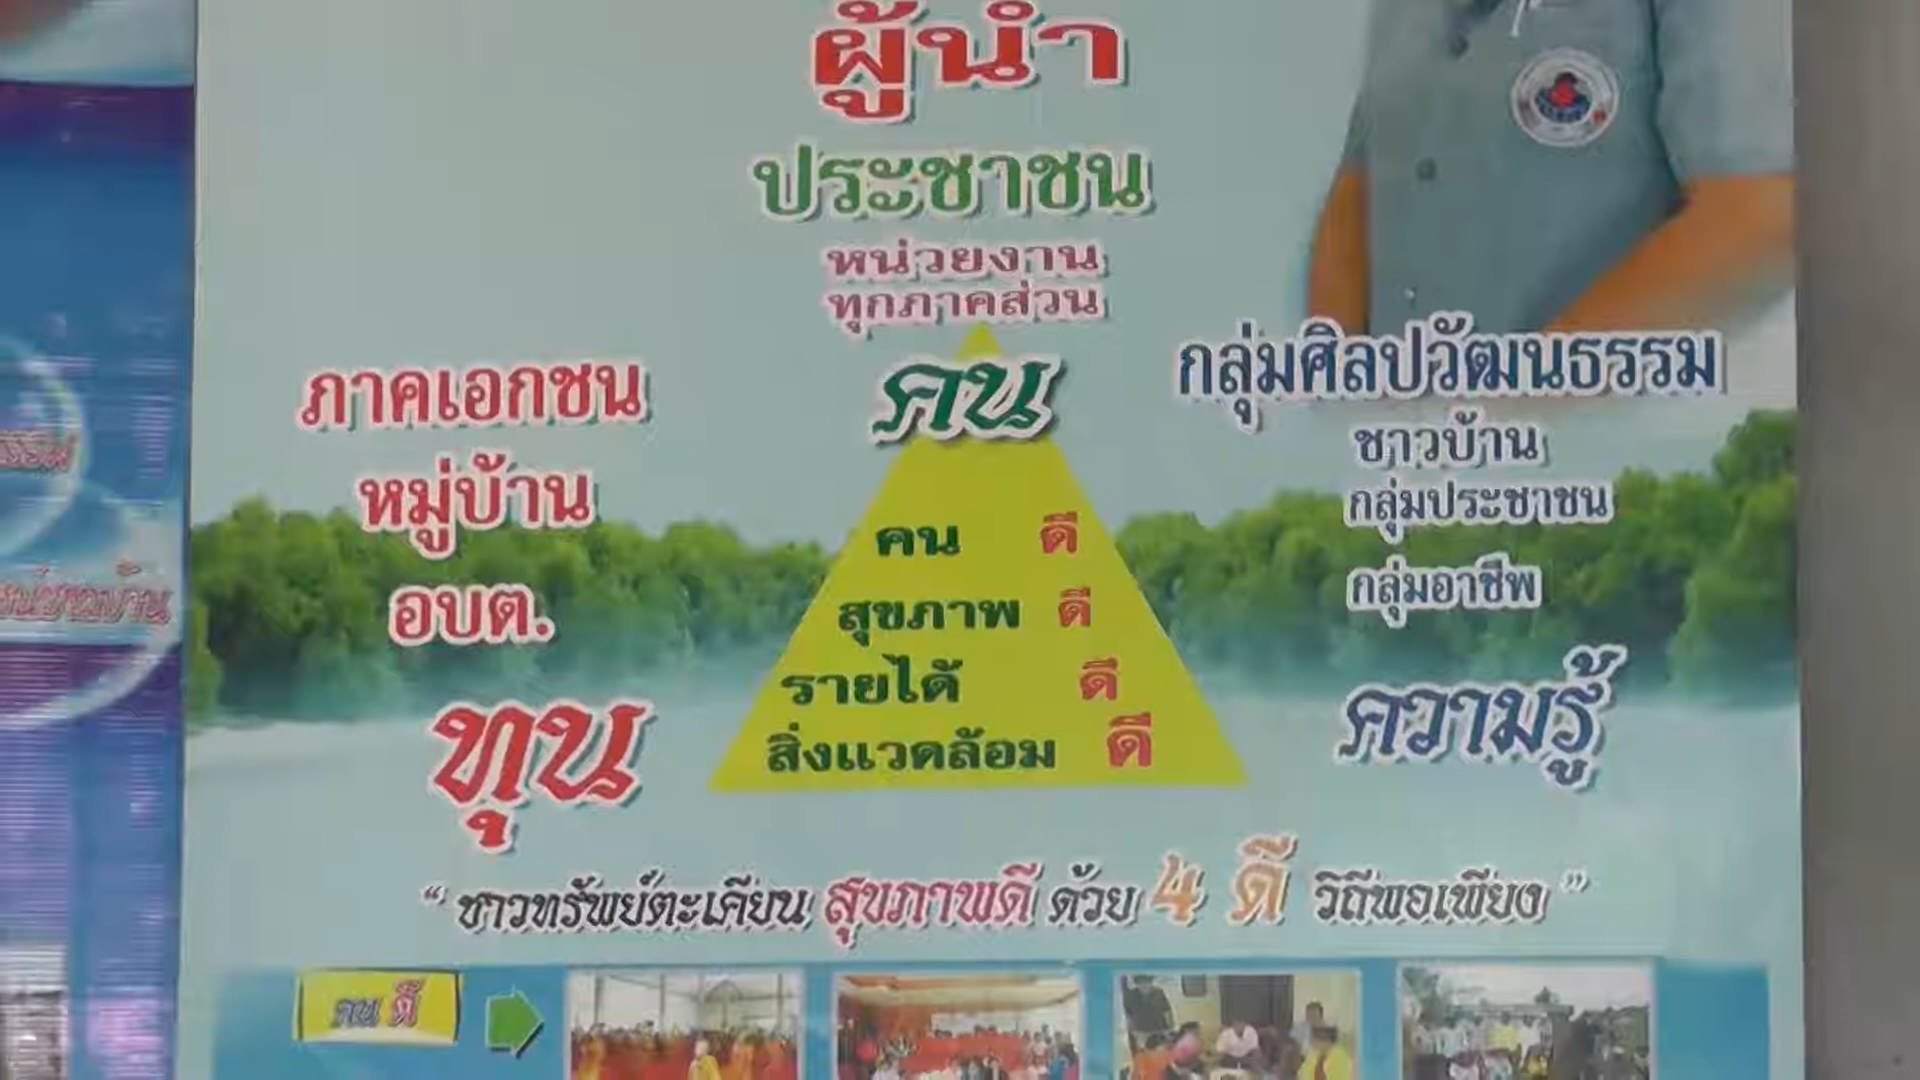 ผู้นำ
ประชาชน
หน่วยงาน
ทุกภาคส่วน
คน
ภาคเอกชน
หมู่บ้าน
อบต.
ทุน
กลุ่มศิลปวัฒนธรรม
ชาวบ้าน
กลุ่มประชาชน
กลุ่มอาชีพ
ความรู้
คน ดี
สุขภาพ ดี
รายได้ ดี
สิ่งแวดล้อม ดี
“ ชาวทรัพย์ตะเคียน สุขภาพดี ด้วย 4 ดี วิถีพอเพียง ”
คน ดี